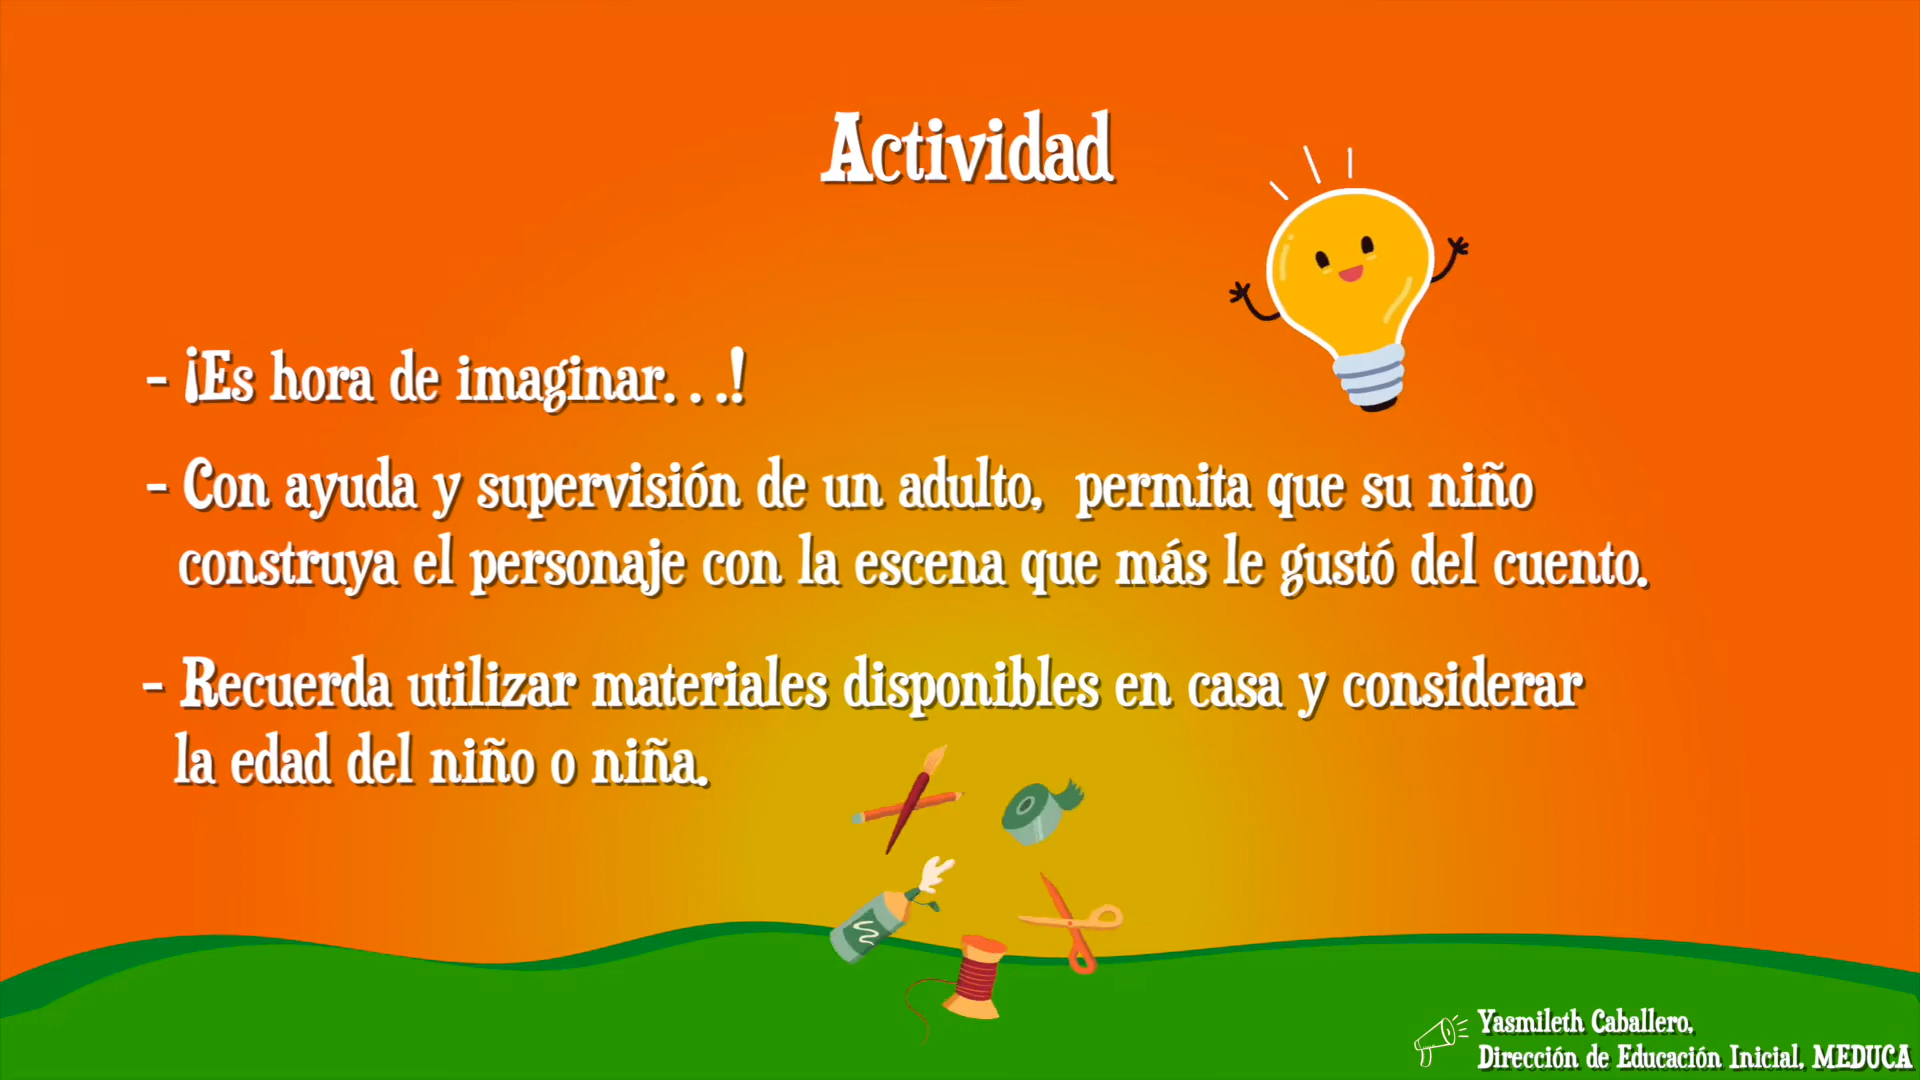 Actividad
- ¡Es hora de imaginar...!
- Con ayuda y supervisión de un adulto, permita que su niño
construya el personaje con la escena que más le gustó del cuento.
- Recuerda utilizar materiales disponibles en casa y considerar
la edad del niño o niña.
Yasmileth Caballero,
Dirección de Educación Inicial, MEDUCA